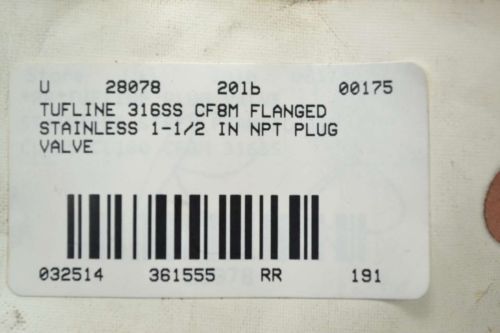 U 28078 201b 00175
TUFLINE 316SS CF8M FLANGED
STAINLESS 1-1/2 IN NPT PLUG
VALVE
032514 361555 RR 191